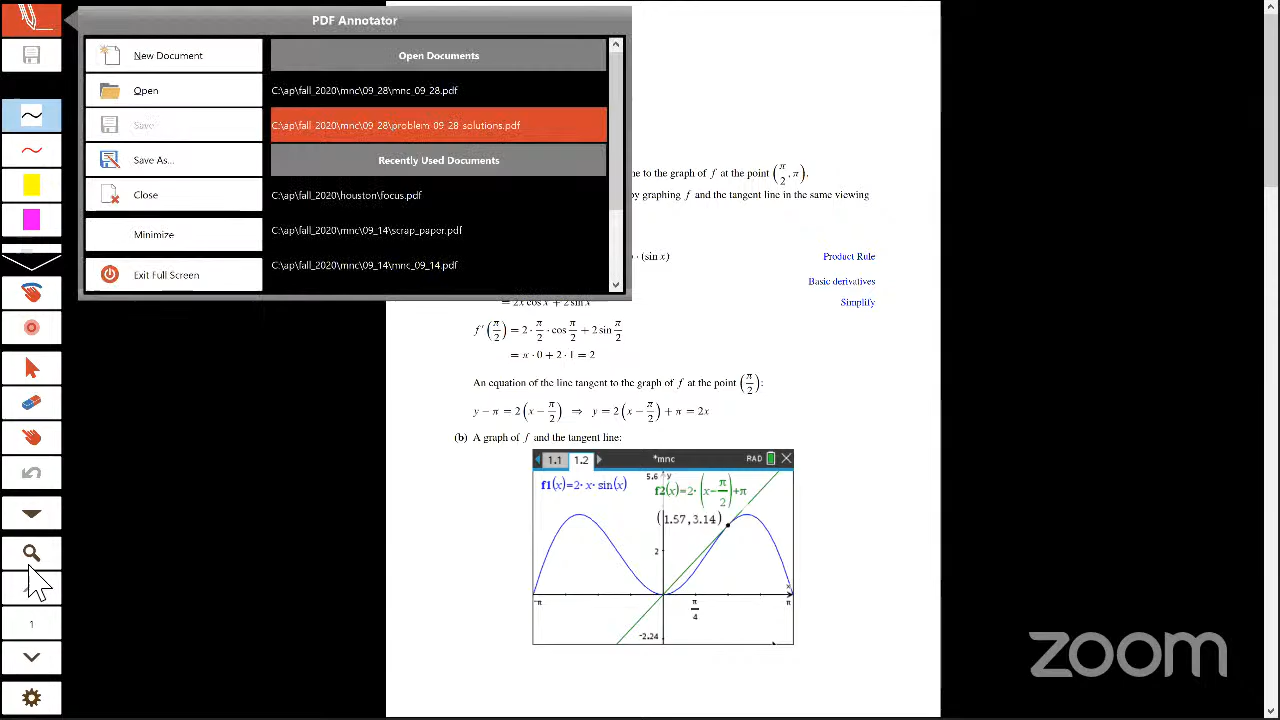 PDF Annotator
New Document
Open
Save
Save As...
Close
Minimize
Exit Full Screen
Open Documents
C:\ap\fall_2020\mnc\09_28\mnc_09_28.pdf
C:\ap\fall_2020\mnc\09_28\problem_09_28_solutions.pdf
Recently Used Documents
C:\ap\fall_2020\houston\focus.pdf
C:\ap\fall_2020\mnc\09_14\scrap_paper.pdf
C:\ap\fall_2020\mnc\09_14\mnc_09_14.pdf
1
ne to the graph of f at the point (π/2, π).
by graphing f and the tangent line in the same viewing
· (sin x) Product Rule
Basic derivatives
= 2x cos x + 2 sin x Simplify
f′(π/2) = 2 · π/2 · cos π/2 + 2 sin π/2
= π · 0 + 2 · 1 = 2
An equation of the line tangent to the graph of f at the point (π/2):
y − π = 2(x − π/2) ⇒ y = 2(x − π/2) + π = 2x
(b) A graph of f and the tangent line:
1.1 1.2 *mnc RAD
5.6 y
f1(x)=2·x·sin(x)
f2(x)=2·(x−π/2)+π
(1.57,3.14)
2
x
-π π/4 π
-2.24
zoom